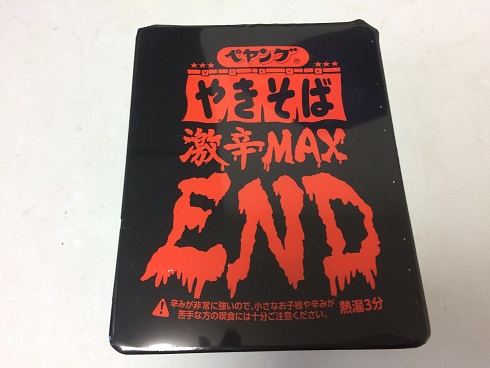 ペヤング®
やきそば
激辛MAX
END
辛みが非常に強いので、小さなお子様や辛みが
苦手な方の喫食には十分ご注意ください。
熱湯3分